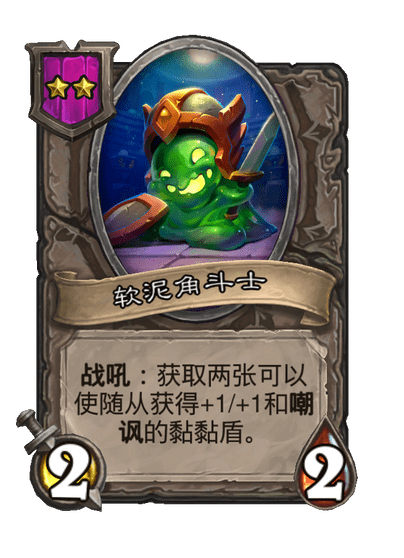 软泥角斗士
战吼：获取两张可以
使随从获得+1/+1和嘲
讽的黏黏盾。
2
2